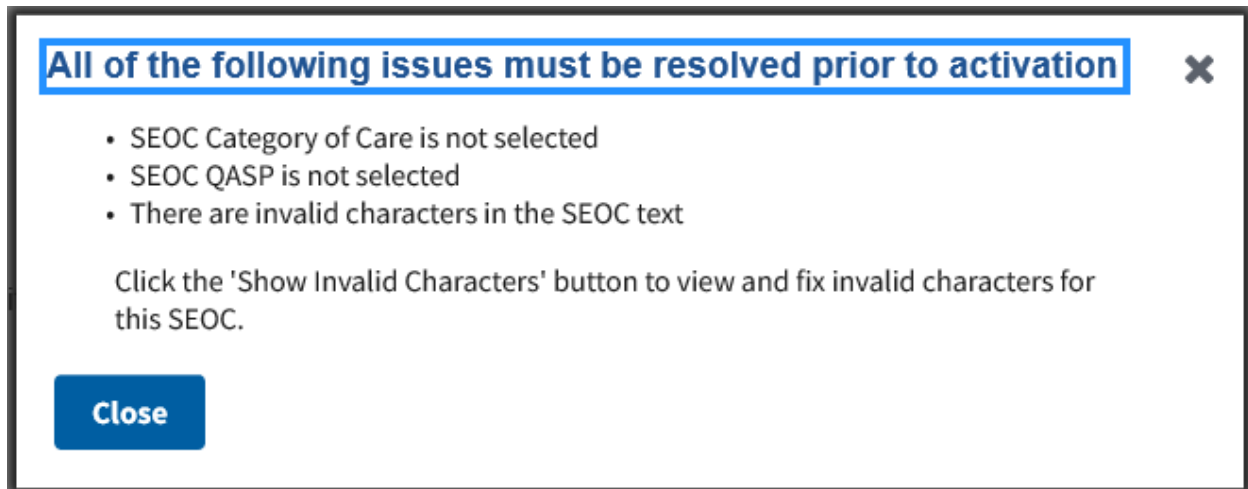 All of the following issues must be resolved prior to activation
• SEOC Category of Care is not selected
• SEOC QASP is not selected
• There are invalid characters in the SEOC text
Click the 'Show Invalid Characters' button to view and fix invalid characters for
this SEOC.
Close